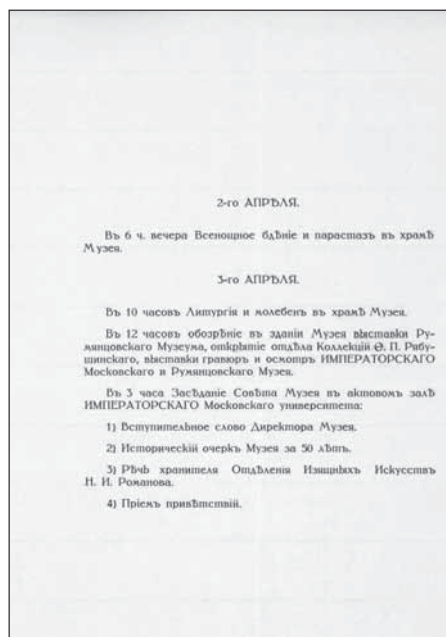 2-го АПРѢЛЯ.
Въ 6 ч. вечера Всенощное бдѣніе и парастазъ въ храмѣ
Музея.
3-го АПРѢЛЯ.
Въ 10 часовъ Литургія и молебенъ въ храмѣ Музея.
Въ 12 часовъ обозрѣніе въ зданіи Музея выставки Ру-
мянцовскаго Музеума, открытіе отдѣла Коллекцій Ѳ. П. Рябу-
шинскаго, выставки гравюръ и осмотръ ИМПЕРАТОРСКАГО
Московскаго и Румянцовскаго Музея.
Въ 3 часа Засѣданіе Совѣта Музея въ актовомъ залѣ
ИМПЕРАТОРСКАГО Московскаго университета:
1) Вступительное слово Директора Музея.
2) Историческій очеркъ Музея за 50 лѣтъ.
3) Рѣчь хранителя Отдѣленія Изящныхъ Искусствъ
Н. И. Романова.
4) Пріемъ привѣтствій.